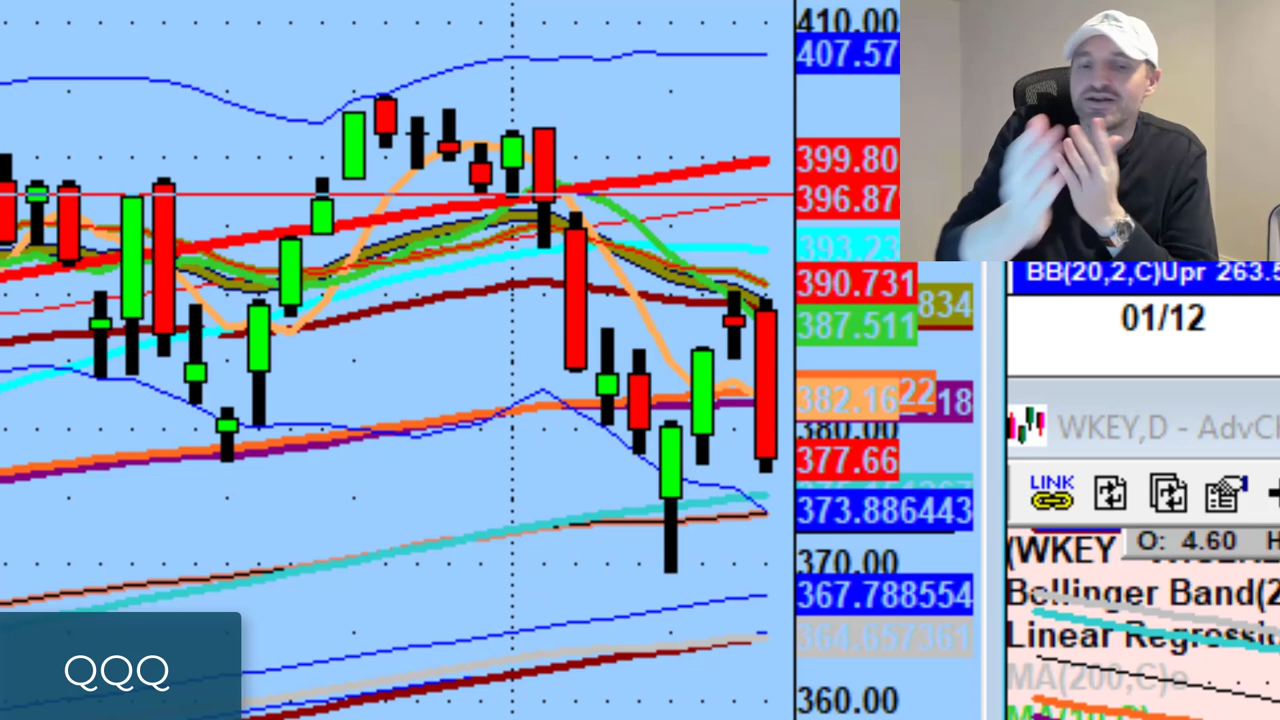 410.00
407.57
399.80
396.87
393.23
390.731
834
387.511
382.16
22
18
380.00
377.66
373.886443
370.00
367.788554
364.657361
360.00
QQQ
BB(20,2,C)Upr 263.5
01/12
WKEY,D - AdvCh
LINK
O: 4.60 H
(WKEY
Bollinger Band(2
Linear Regressio
MA(200,C)e